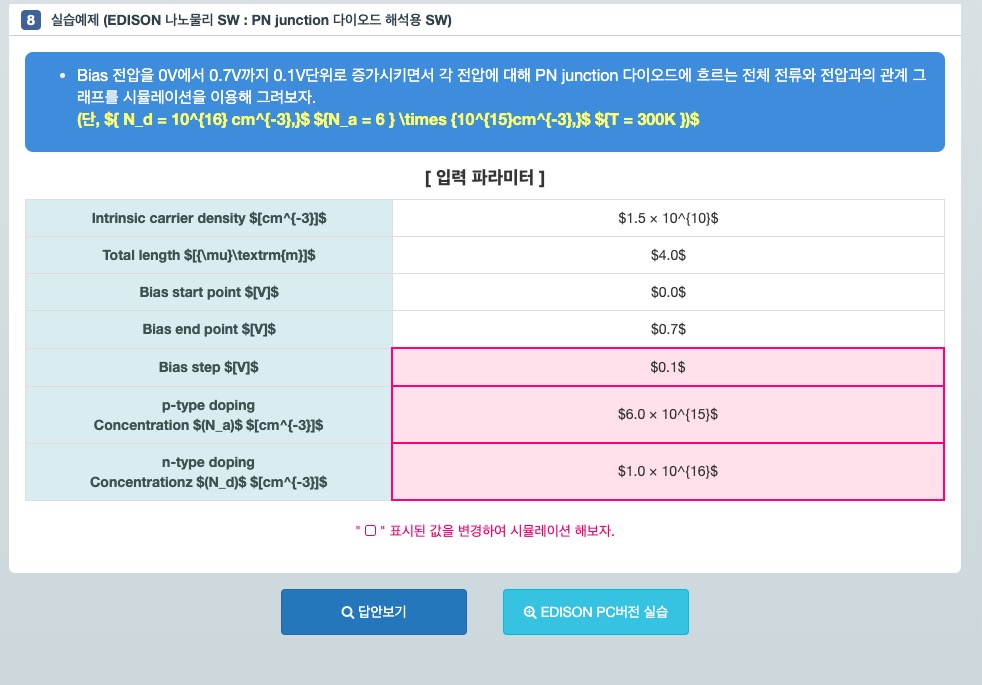 8 실습예제 (EDISON 나노물리 SW : PN junction 다이오드 해석용 SW)
• Bias 전압을 0V에서 0.7V까지 0.1V단위로 증가시키면서 각 전압에 대해 PN junction 다이오드에 흐르는 전체 전류와 전압과의 관계 그
래프를 시뮬레이션을 이용해 그려보자.
(단, ${ N_d = 10^{16} cm^{-3},}$ ${N_a = 6 } \times {10^{15}cm^{-3},}$ ${T = 300K })$
[ 입력 파라미터 ]
Intrinsic carrier density $[cm^{-3}]$ $1.5 × 10^{10}$
Total length $[{\mu}\textrm{m}]$ $4.0$
Bias start point $[V]$ $0.0$
Bias end point $[V]$ $0.7$
Bias step $[V]$ $0.1$
p-type doping
Concentration $(N_a)$ $[cm^{-3}]$ $6.0 × 10^{15}$
n-type doping
Concentrationz $(N_d)$ $[cm^{-3}]$ $1.0 × 10^{16}$
" ▢ " 표시된 값을 변경하여 시뮬레이션 해보자.
답안보기
EDISON PC버전 실습